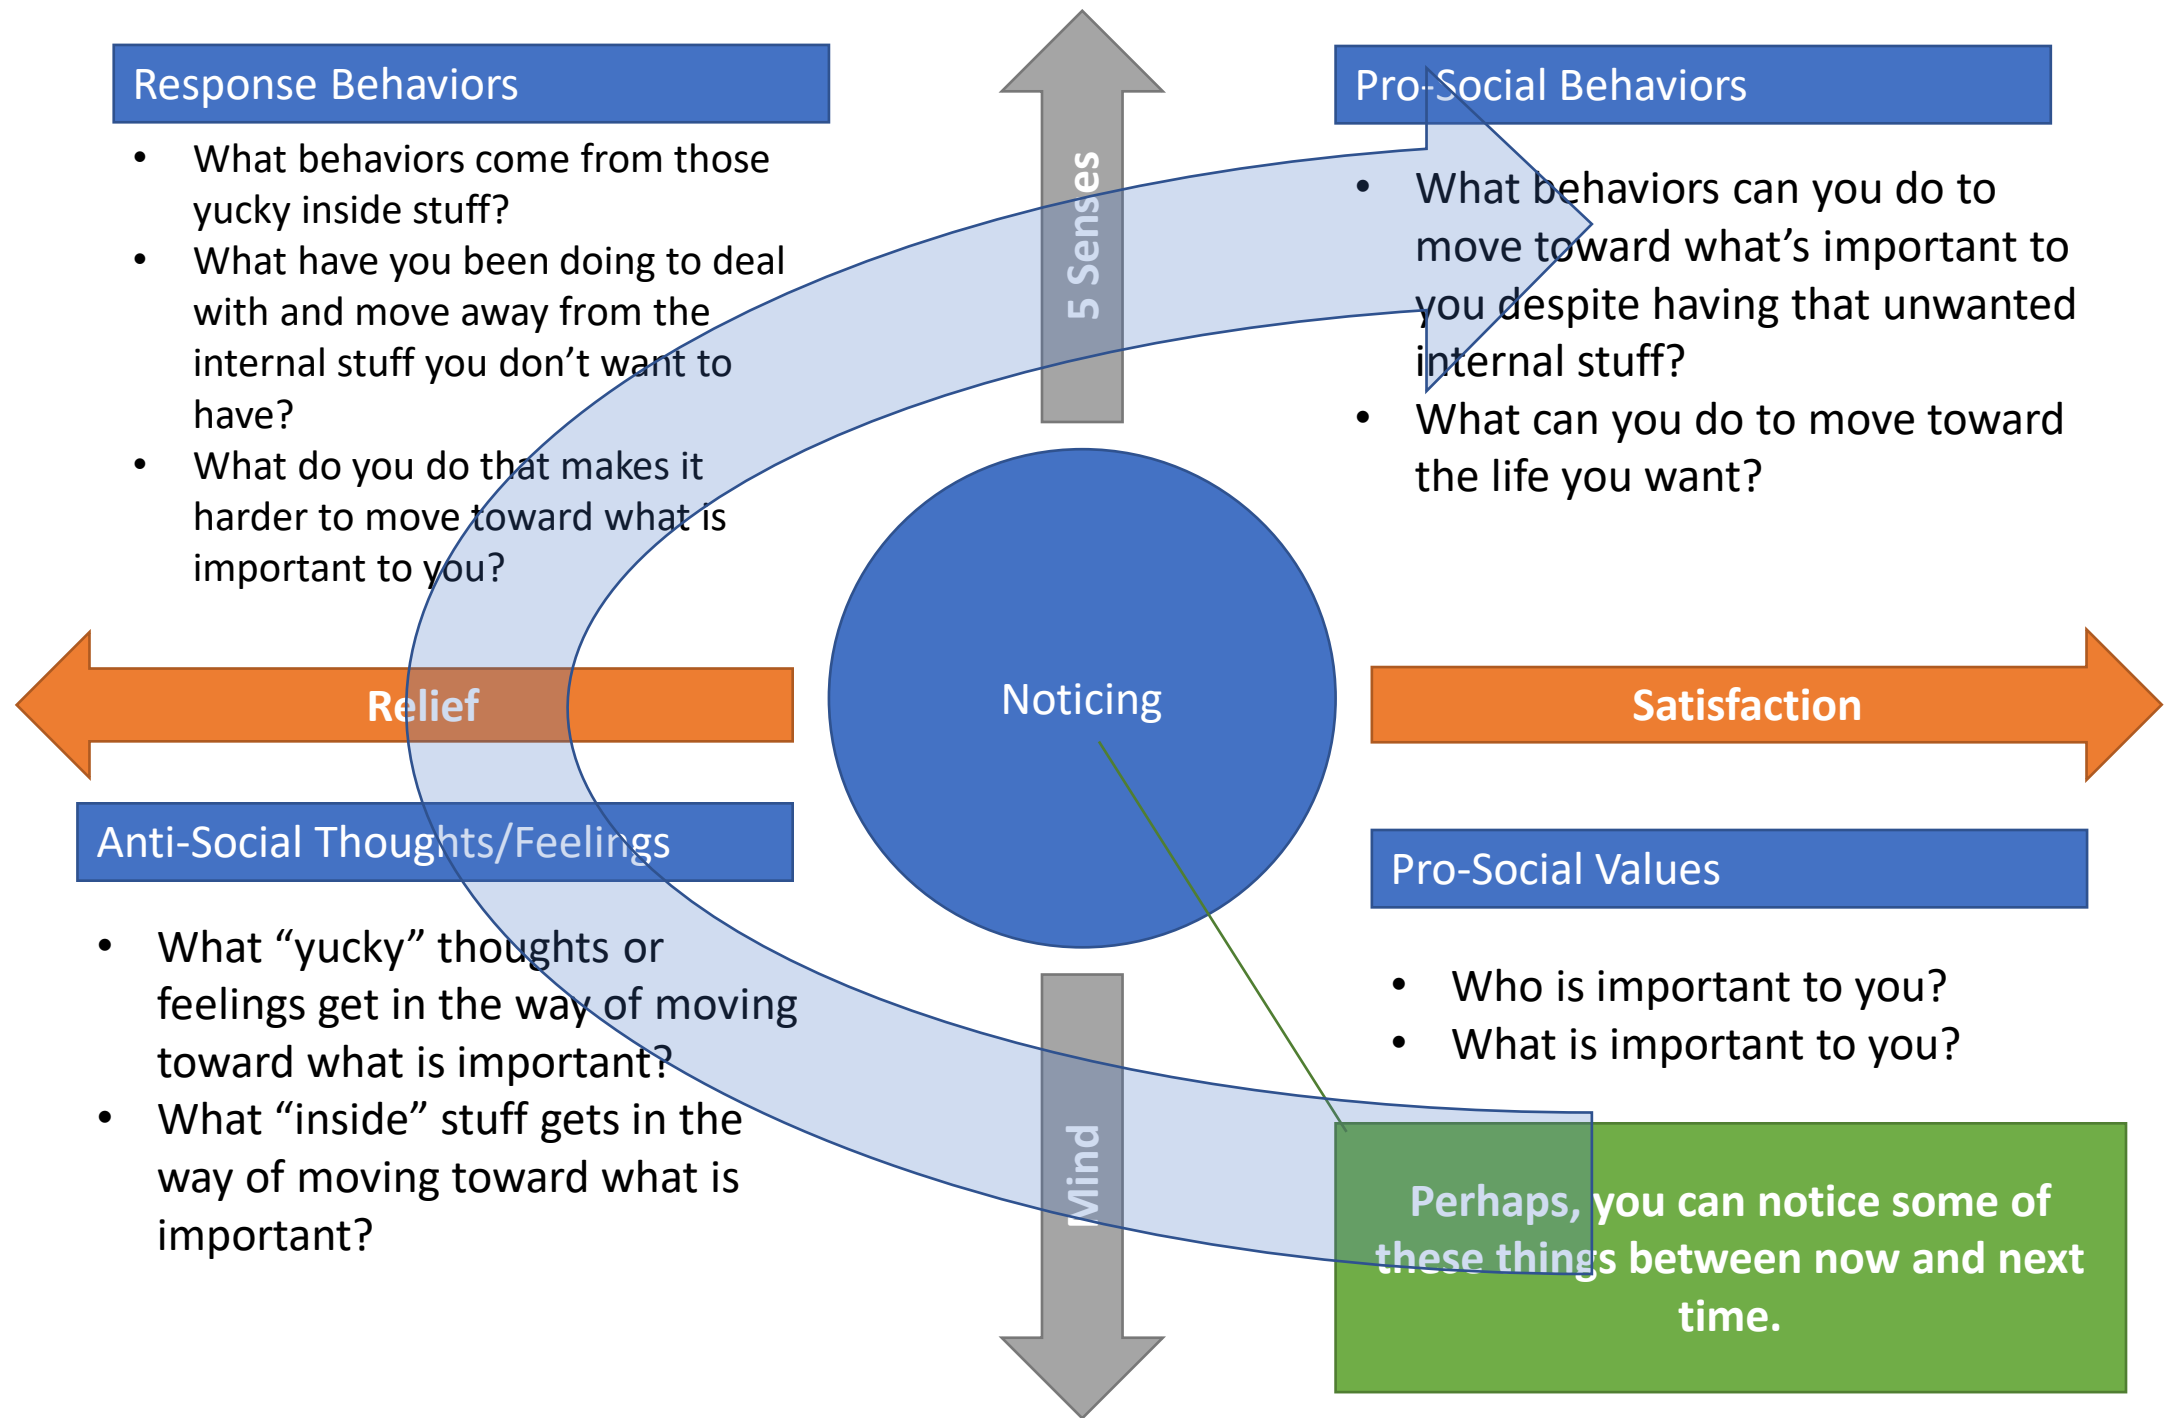 Response Behaviors
• What behaviors come from those
yucky inside stuff?
• What have you been doing to deal
with and move away from the
internal stuff you don’t want to
have?
• What do you do that makes it
harder to move toward what is
important to you?
5 Senses
Pro-Social Behaviors
• What behaviors can you do to
move toward what’s important to
you despite having that unwanted
internal stuff?
• What can you do to move toward
the life you want?
Relief
Noticing
Satisfaction
Anti-Social Thoughts/Feelings
• What “yucky” thoughts or
feelings get in the way of moving
toward what is important?
• What “inside” stuff gets in the
way of moving toward what is
important?
Mind
Pro-Social Values
• Who is important to you?
• What is important to you?
Perhaps, you can notice some of
these things between now and next
time.